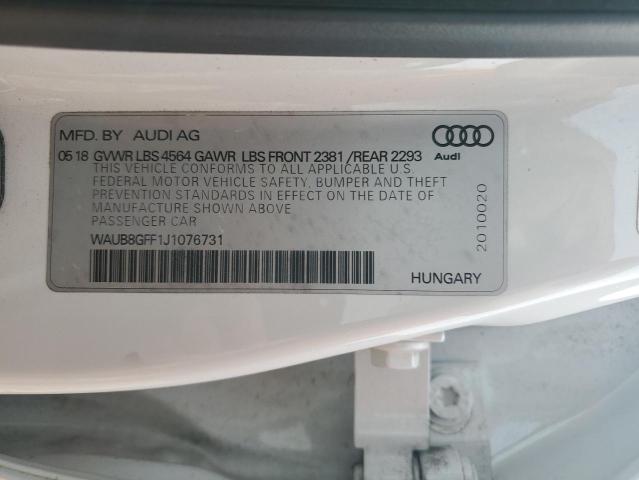 MFD. BY AUDI AG
05 18 GVWR LBS 4564 GAWR LBS FRONT 2381 /REAR 2293
Audi
THIS VEHICLE CONFORMS TO ALL APPLICABLE U.S.
FEDERAL MOTOR VEHICLE SAFETY, BUMPER AND THEFT
PREVENTION STANDARDS IN EFFECT ON THE DATE OF
MANUFACTURE SHOWN ABOVE
PASSENGER CAR
WAUB8GFF1J1076731
2010020
HUNGARY